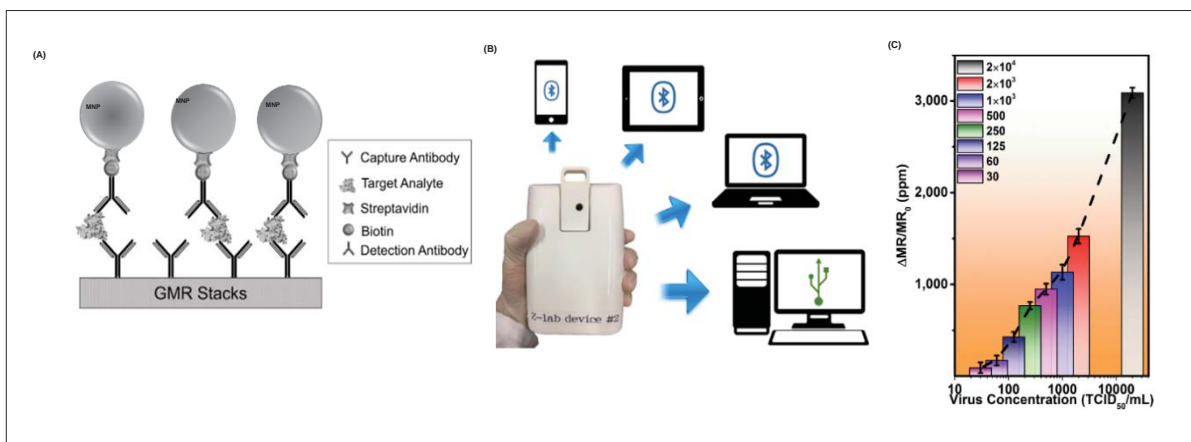 (A)
MNP
MNP
MNP
Capture Antibody
Target Analyte
Streptavidin
Biotin
Detection Antibody
GMR Stacks
(B)
Z-lab device #2
(C)
ΔMR/MR₀ (ppm)
3,000
2,000
1,000
2×10⁴
2×10³
1×10³
500
250
125
60
30
10 100 1000 10000
Virus Concentration (TCID₅₀/mL)